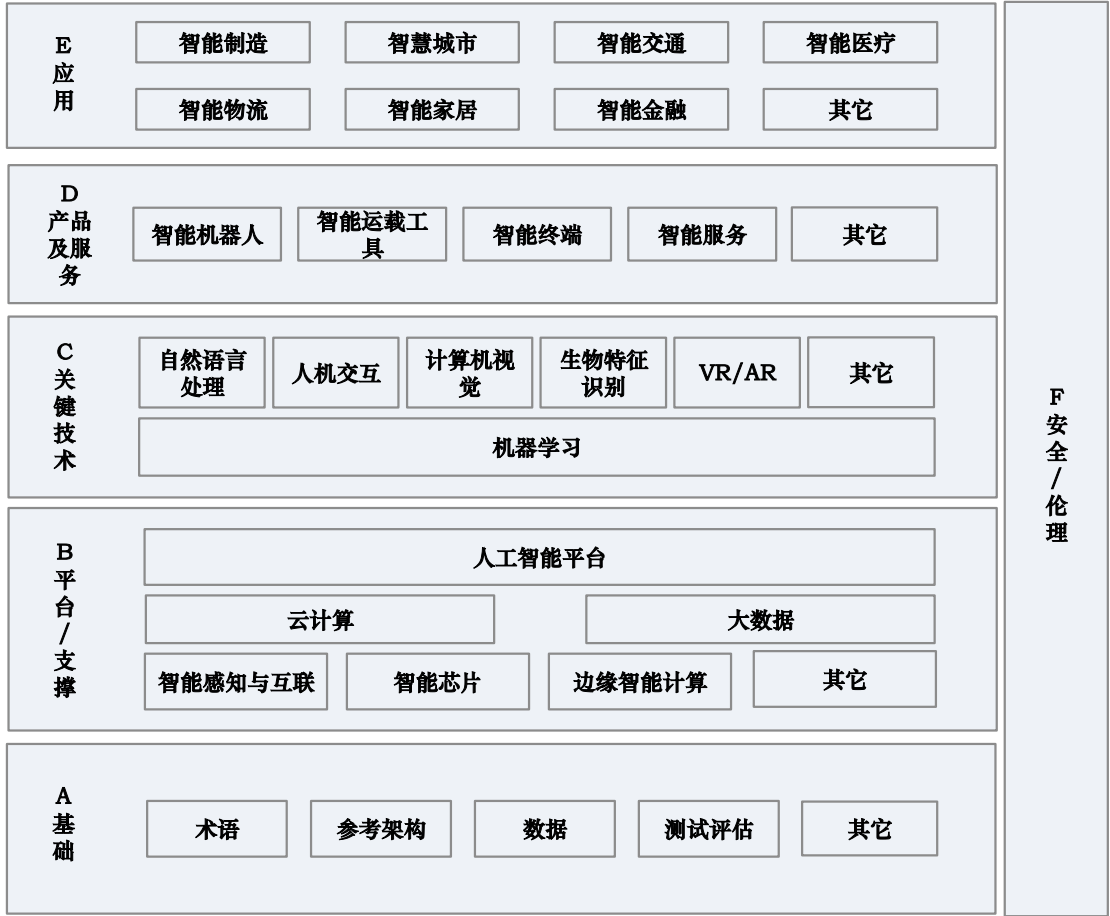 E
应
用
智能制造
智慧城市
智能交通
智能医疗
智能物流
智能家居
智能金融
其它
D
产品
及服
务
智能机器人
智能运载工
具
智能终端
智能服务
其它
C
关
键
技
术
自然语言
处理
人机交互
计算机视
觉
生物特征
识别
VR/AR
其它
机器学习
B
平
台
/
支
撑
人工智能平台
云计算
大数据
智能感知与互联
智能芯片
边缘智能计算
其它
A
基
础
术语
参考架构
数据
测试评估
其它
F
安
全
/
伦
理